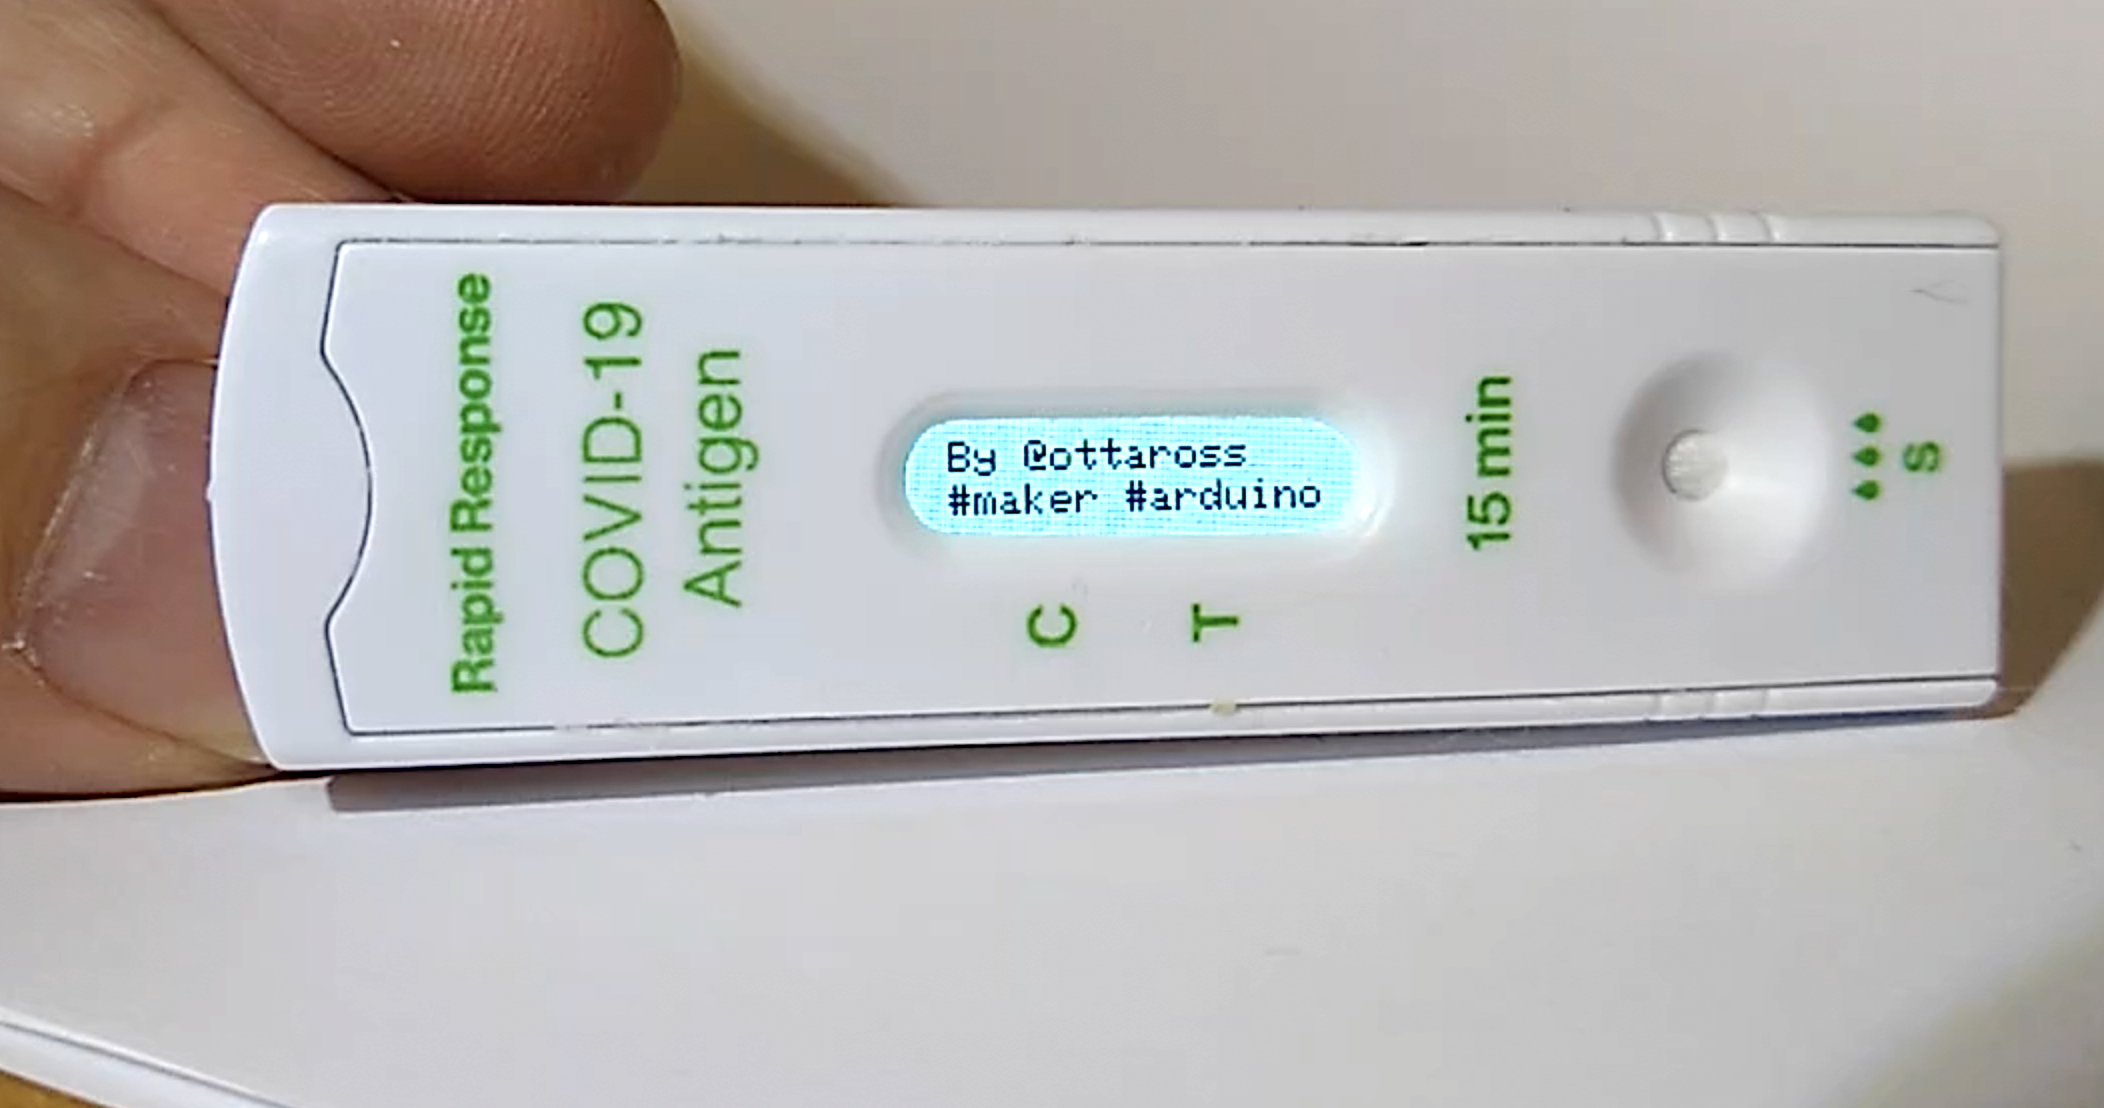 Rapid Response
COVID-19
Antigen
By @ottaross
#maker #arduino
C
T
15 min
S